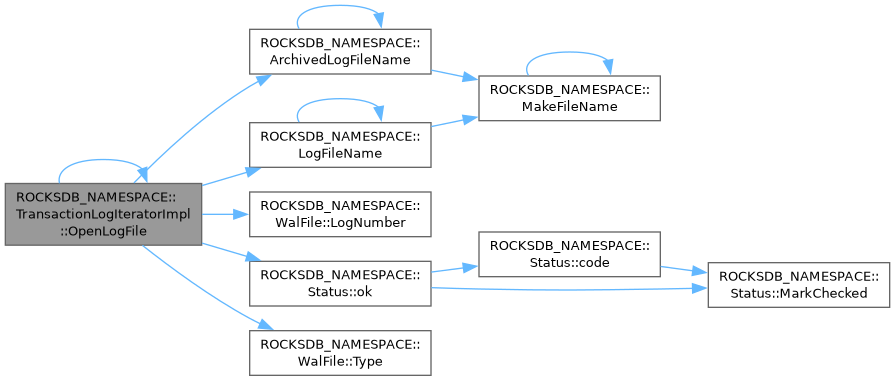 ROCKSDB_NAMESPACE::
ArchivedLogFileName
ROCKSDB_NAMESPACE::
MakeFileName
ROCKSDB_NAMESPACE::
LogFileName
ROCKSDB_NAMESPACE::
TransactionLogIteratorImpl
::OpenLogFile
ROCKSDB_NAMESPACE::
WalFile::LogNumber
ROCKSDB_NAMESPACE::
Status::code
ROCKSDB_NAMESPACE::
Status::ok
ROCKSDB_NAMESPACE::
Status::MarkChecked
ROCKSDB_NAMESPACE::
WalFile::Type